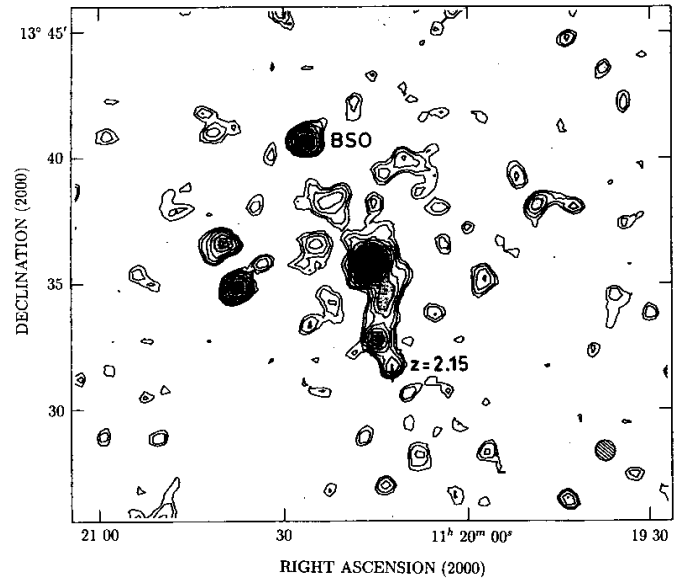 13° 45'
BSO
40
35
DECLINATION (2000)
z=2.15
30
21 00
30
11ʰ 20ᵐ 00ˢ
19 30
RIGHT ASCENSION (2000)